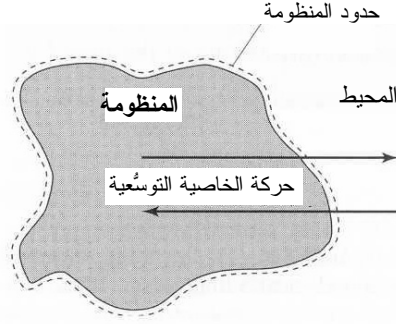 حدود المنظومة
المحيط
المنظومة
حركة الخاصية التوسُّعية